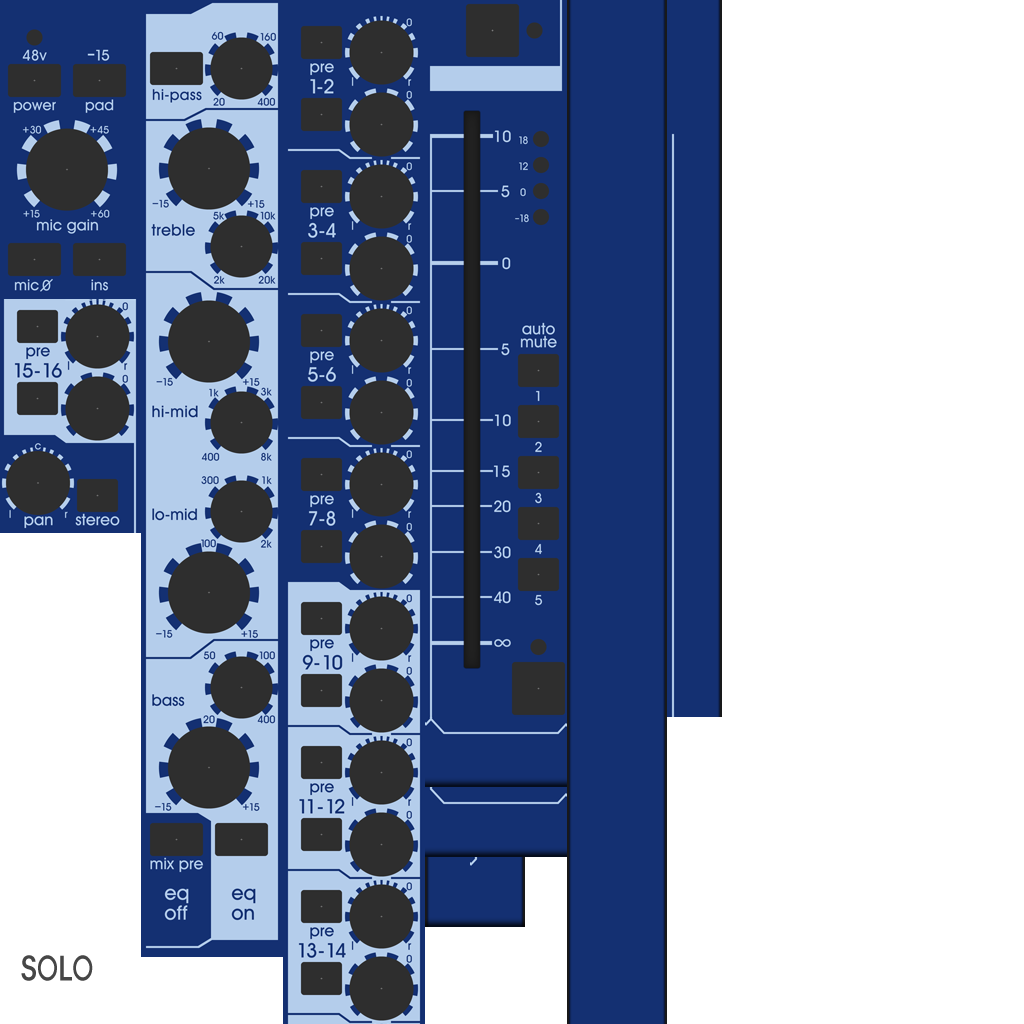 48v
−15
power
pad
+30
+45
+15
+60
mic gain
micØ
ins
0
pre
15-16
l
r
0
c
l
pan
r
stereo
60
160
hi-pass
20
400
−15
+15
treble
5k
10k
2k
20k
−15
+15
hi-mid
1k
3k
400
8k
300
1k
lo-mid
2k
100
−15
+15
50
100
bass
20
400
−15
+15
mix pre
eq
off
eq
on
0
pre
1-2
l
r
0
0
pre
3-4
l
r
0
0
pre
5-6
l
r
0
0
pre
7-8
l
r
0
0
pre
9-10
l
r
0
0
pre
11-12
l
r
0
0
pre
13-14
l
r
0
10
5
0
5
10
15
20
30
40
∞
18
12
0
-18
auto
mute
1
2
3
4
5
SOLO